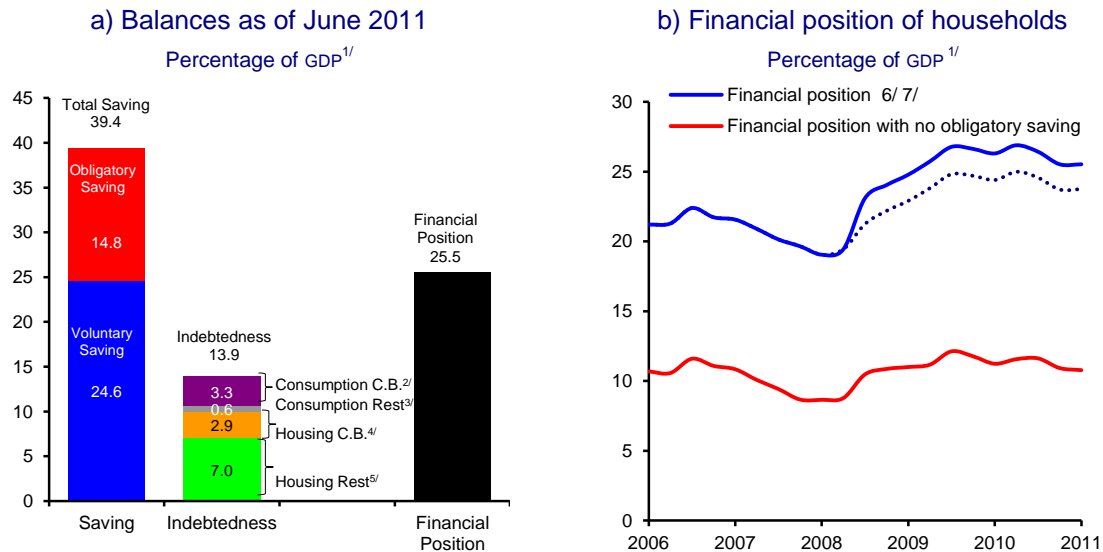 a) Balances as of June 2011
Percentage of GDP1/
45
40
35
30
25
20
15
10
5
0
Total Saving
39.4
Obligatory
Saving
14.8
Voluntary
Saving
24.6
Indebtedness
13.9
3.3
0.6
2.9
7.0
Consumption C.B.2/
Consumption Rest3/
Housing C.B.4/
Housing Rest5/
Financial
Position
25.5
Saving
Indebtedness
Financial
Position
b) Financial position of households
Percentage of GDP 1/
Financial position 6/ 7/
Financial position with no obligatory saving
30
25
20
15
10
5
0
2006 2007 2008 2009 2010 2011